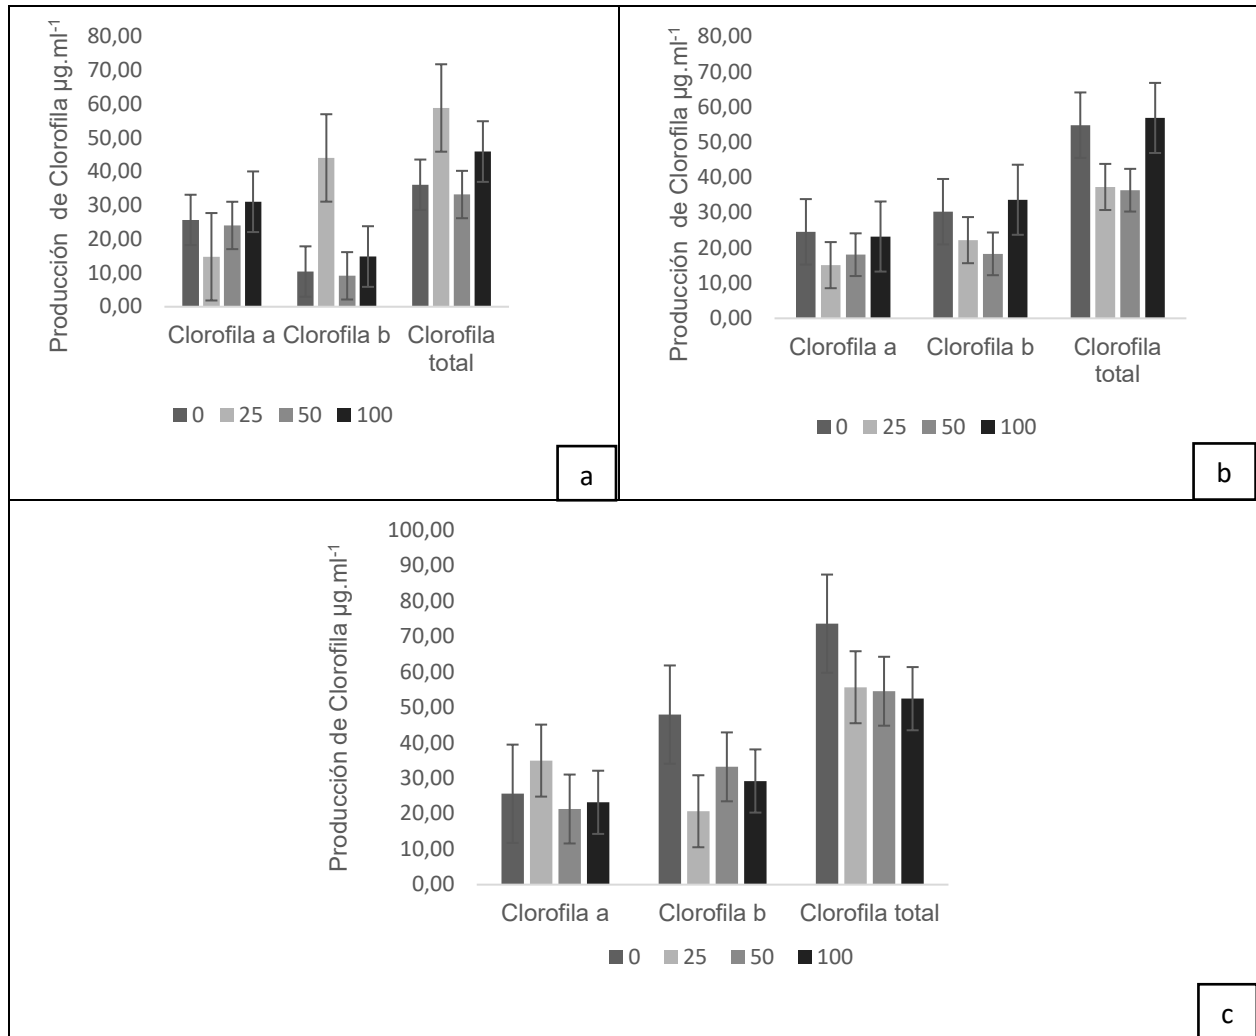 Producción de Clorofila µg.ml-1
80,00
70,00
60,00
50,00
40,00
30,00
20,00
10,00
0,00
Clorofila a
Clorofila b
Clorofila
total
0
25
50
100
a
Producción de Clorofila µg.ml-1
80,00
70,00
60,00
50,00
40,00
30,00
20,00
10,00
0,00
Clorofila a
Clorofila b
Clorofila
total
0
25
50
100
b
Producción de Clorofila µg.ml-1
100,00
90,00
80,00
70,00
60,00
50,00
40,00
30,00
20,00
10,00
0,00
Clorofila a
Clorofila b
Clorofila total
0
25
50
100
c